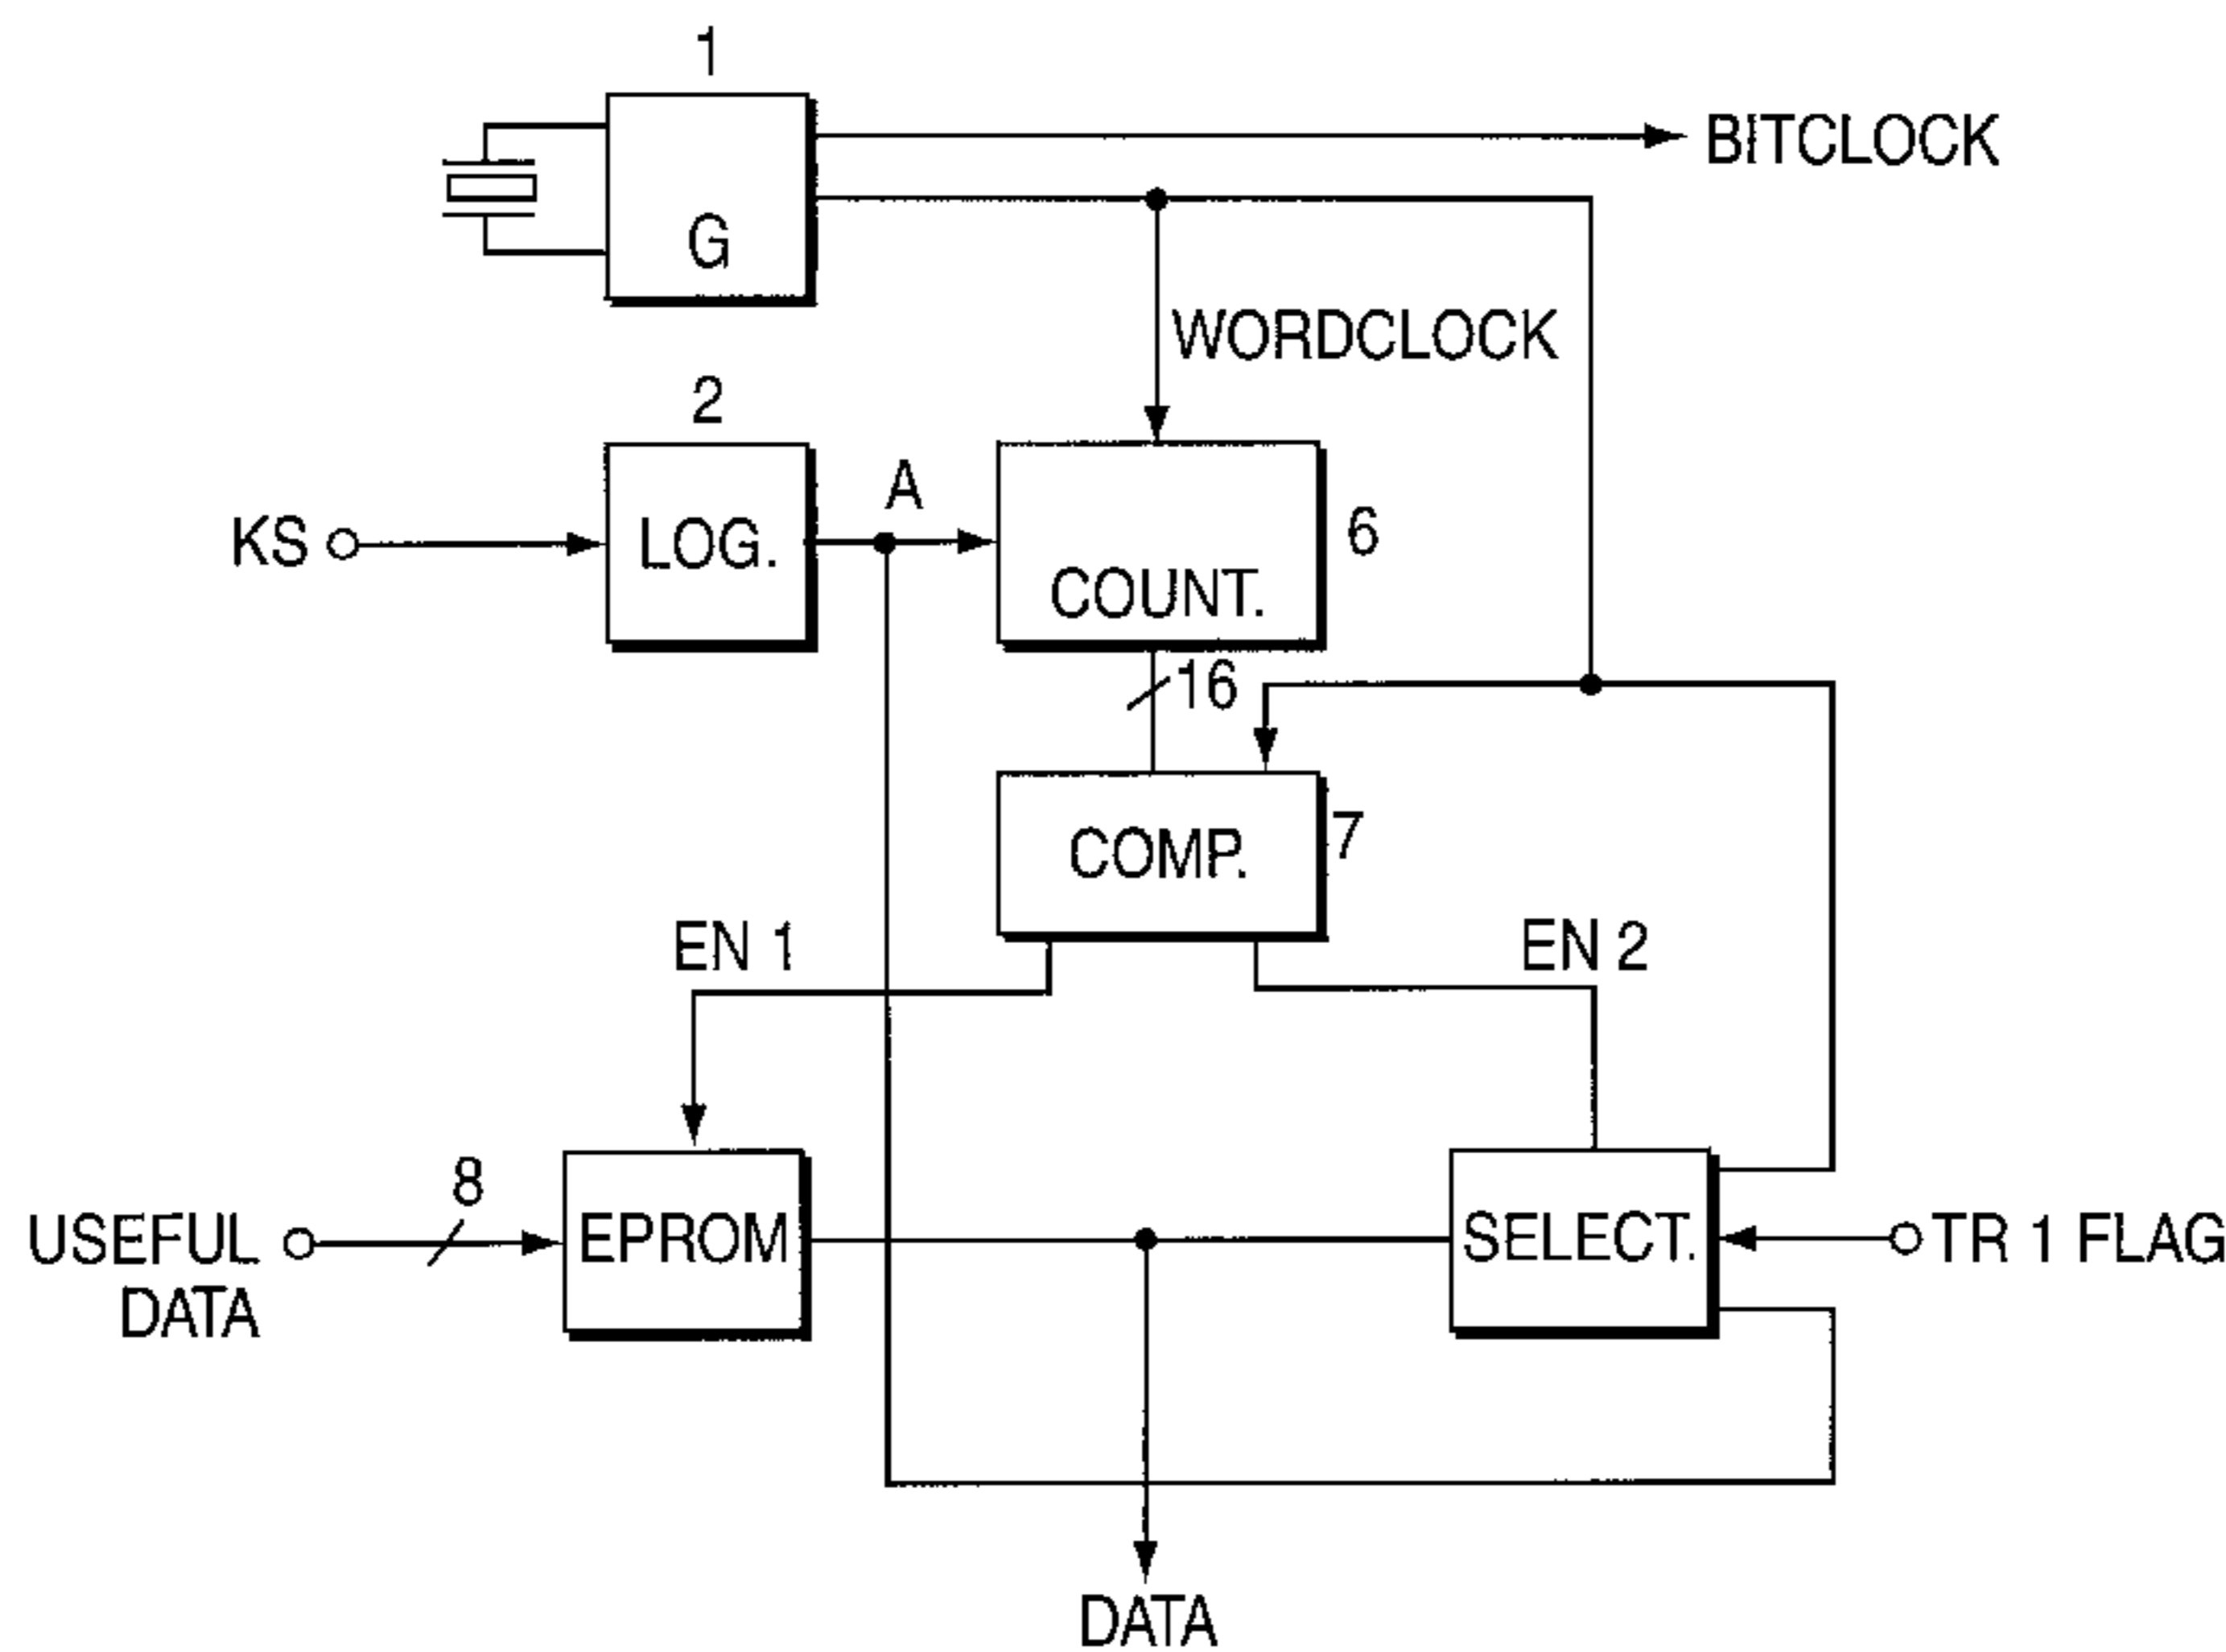 1
BITCLOCK
G
WORDCLOCK
2
A
KS
LOG.
6
COUNT.
16
COMP.
7
EN 1
EN 2
8
USEFUL
DATA
EPROM
SELECT.
TR 1 FLAG
DATA